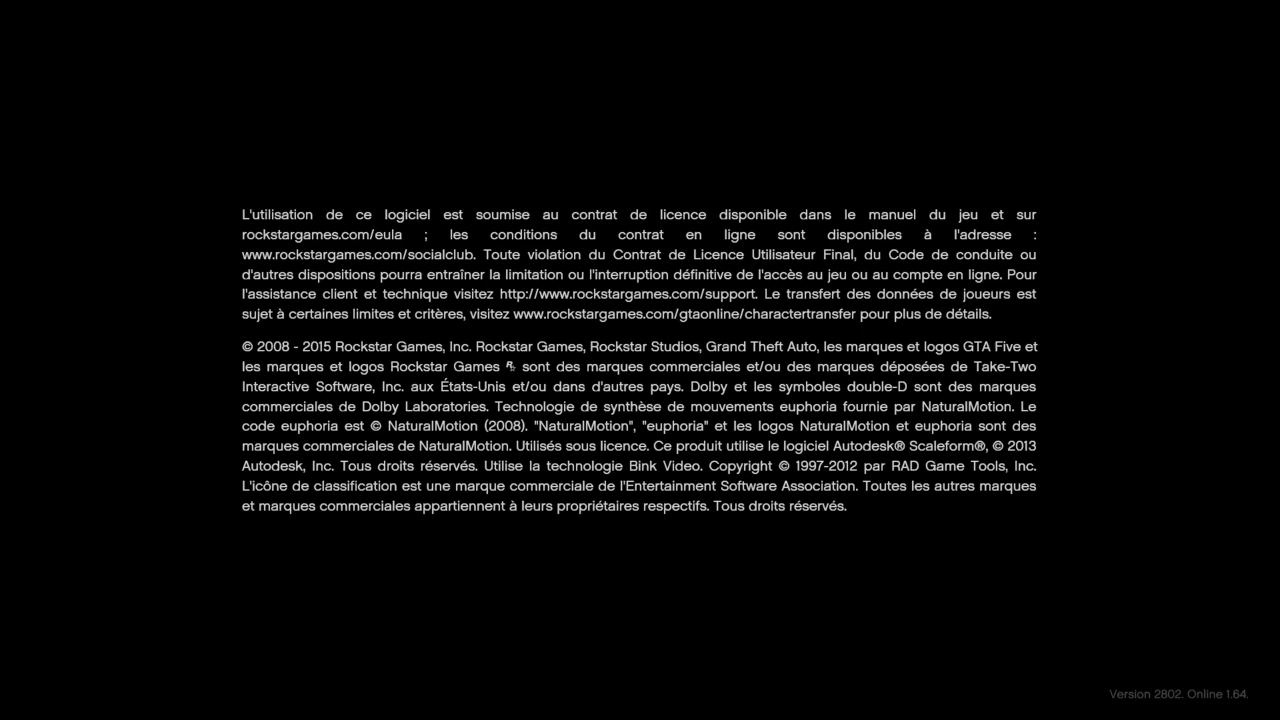 L'utilisation de ce logiciel est soumise au contrat de licence disponible dans le manuel du jeu et sur
rockstargames.com/eula ; les conditions du contrat en ligne sont disponibles à l'adresse :
www.rockstargames.com/socialclub. Toute violation du Contrat de Licence Utilisateur Final, du Code de conduite ou
d'autres dispositions pourra entraîner la limitation ou l'interruption définitive de l'accès au jeu ou au compte en ligne. Pour
l'assistance client et technique visitez http://www.rockstargames.com/support. Le transfert des données de joueurs est
sujet à certaines limites et critères, visitez www.rockstargames.com/gtaonline/charactertransfer pour plus de détails.
© 2008 - 2015 Rockstar Games, Inc. Rockstar Games, Rockstar Studios, Grand Theft Auto, les marques et logos GTA Five et
les marques et logos Rockstar Games R* sont des marques commerciales et/ou des marques déposées de Take-Two
Interactive Software, Inc. aux États-Unis et/ou dans d'autres pays. Dolby et les symboles double-D sont des marques
commerciales de Dolby Laboratories. Technologie de synthèse de mouvements euphoria fournie par NaturalMotion. Le
code euphoria est © NaturalMotion (2008). "NaturalMotion", "euphoria" et les logos NaturalMotion et euphoria sont des
marques commerciales de NaturalMotion. Utilisés sous licence. Ce produit utilise le logiciel Autodesk® Scaleform®, © 2013
Autodesk, Inc. Tous droits réservés. Utilise la technologie Bink Video. Copyright © 1997-2012 par RAD Game Tools, Inc.
L'icône de classification est une marque commerciale de l'Entertainment Software Association. Toutes les autres marques
et marques commerciales appartiennent à leurs propriétaires respectifs. Tous droits réservés.
Version 2802. Online 1.64.